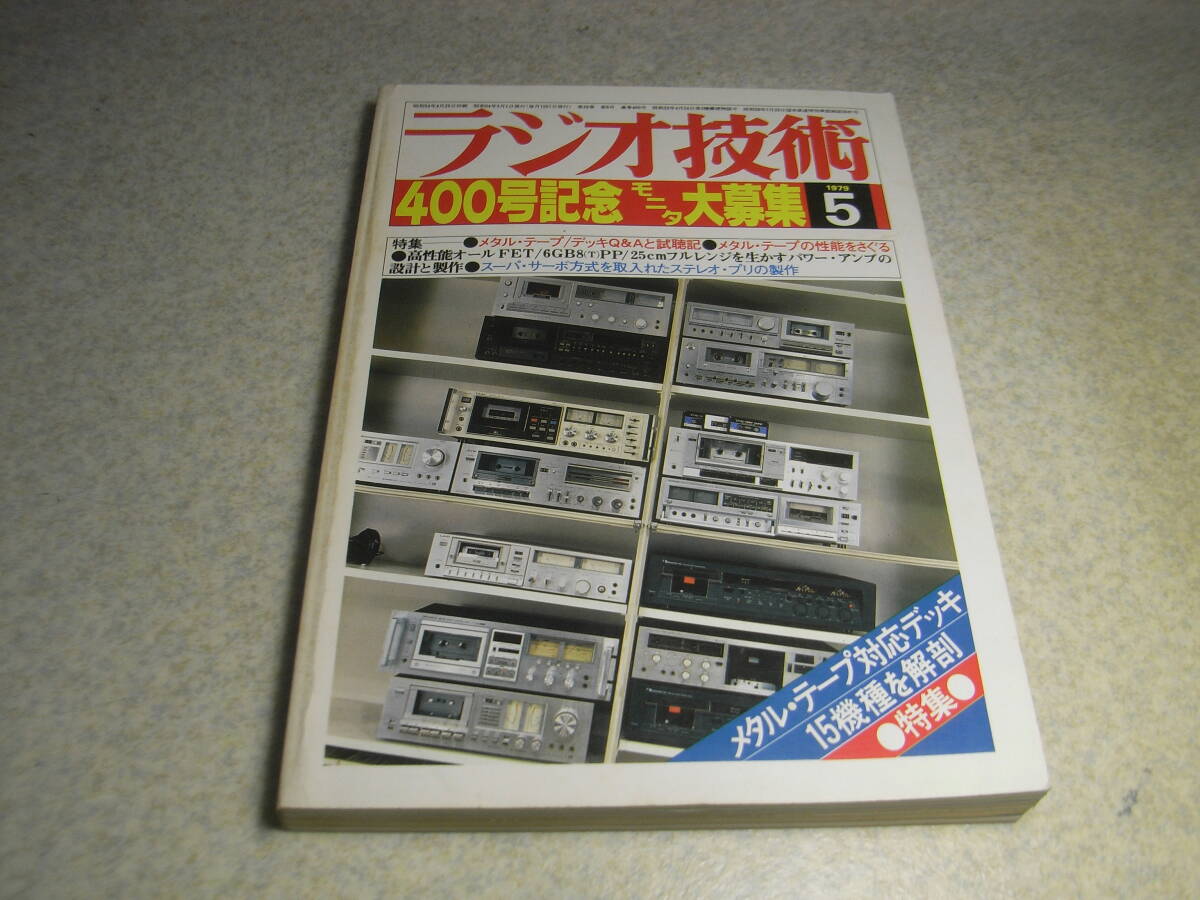 ラジオ技術
400号記念 モニタ大募集
1979
5
特集 ●メタル・テープ/デッキQ&Aと試聴記●メタル・テープの性能をさぐる
●高性能オールFET/6GB8(T)PP/25cmフルレンジを生かすパワー・アンプの
設計と製作●スーパ・サーボ方式を取入れたステレオ・プリの製作
メタル・テープ対応デッキ
15機種を解剖
●特集●